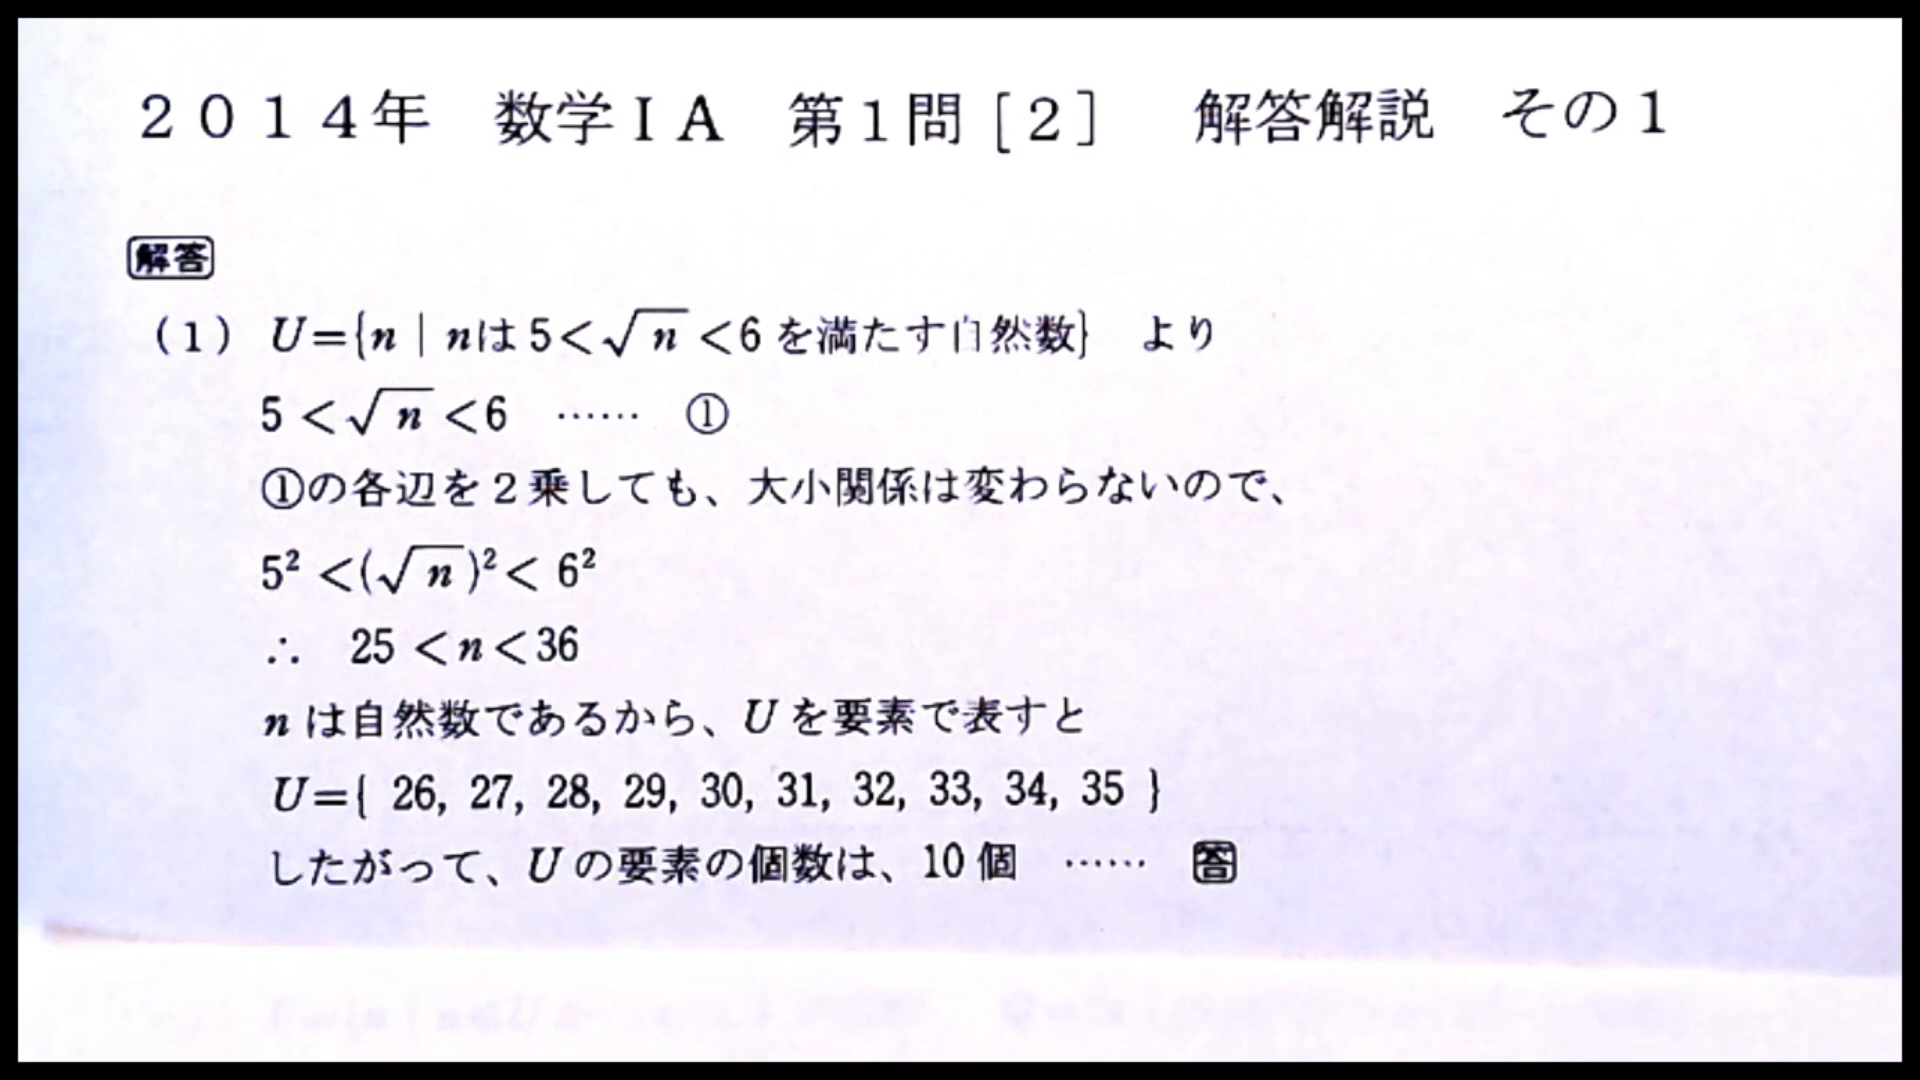 ２０１４年　数学ＩＡ　第１問［２］　解答解説　その１
解答
(１) U={n | nは 5<√n <6 を満たす自然数}　より
5 <√n <6 …… ①
①の各辺を２乗しても、大小関係は変わらないので、
5² <(√n)² < 6²
∴ 25 <n<36
n は自然数であるから、U を要素で表すと
U={ 26, 27, 28, 29, 30, 31, 32, 33, 34, 35 }
したがって、U の要素の個数は、10 個 …… 答